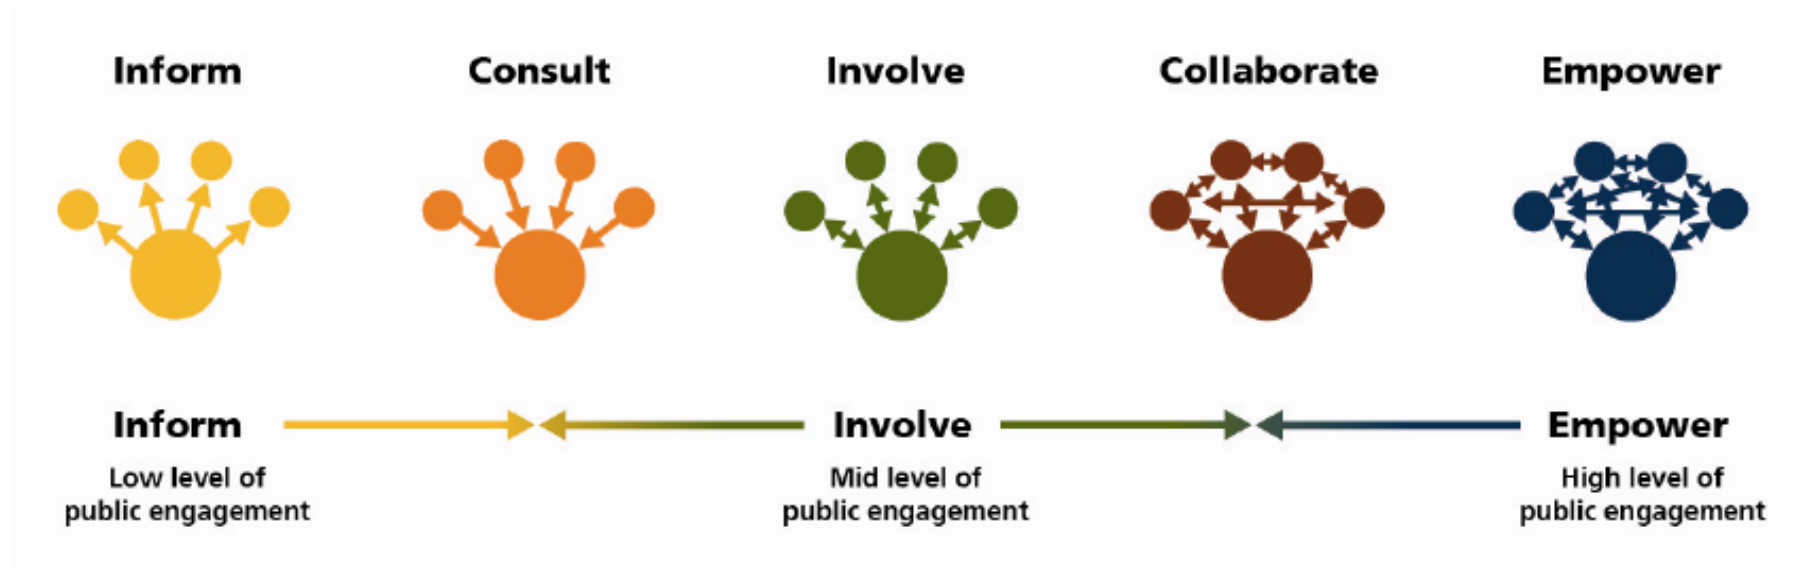 Inform
Consult
Involve
Collaborate
Empower
Inform
Low level of
public engagement
Involve
Mid level of
public engagement
Empower
High level of
public engagement